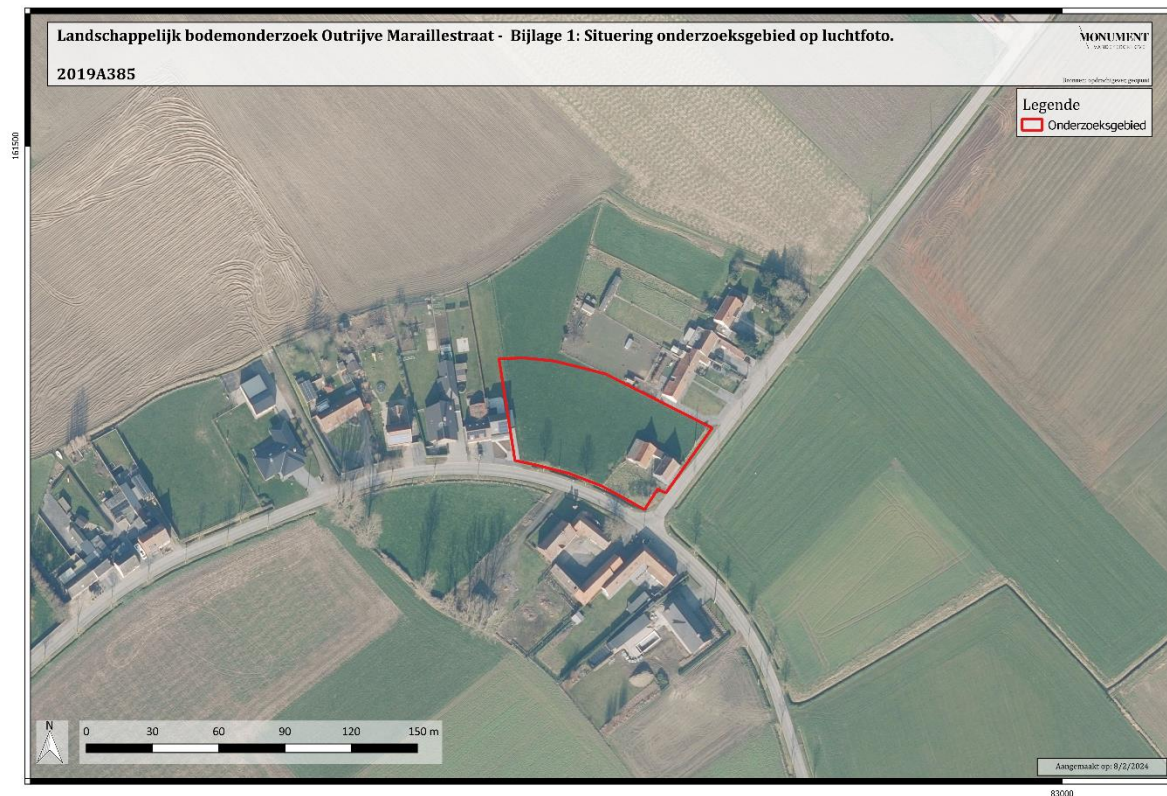 Landschappelijk bodemonderzoek Outrijve Maraillestraat - Bijlage 1: Situering onderzoeksgebied op luchtfoto.
2019A385
MONUMENT
Legende
Onderzoeksgebied
161500
N
0 30 60 90 120 150 m
Aangemaakt op: 8/2/2024
83000